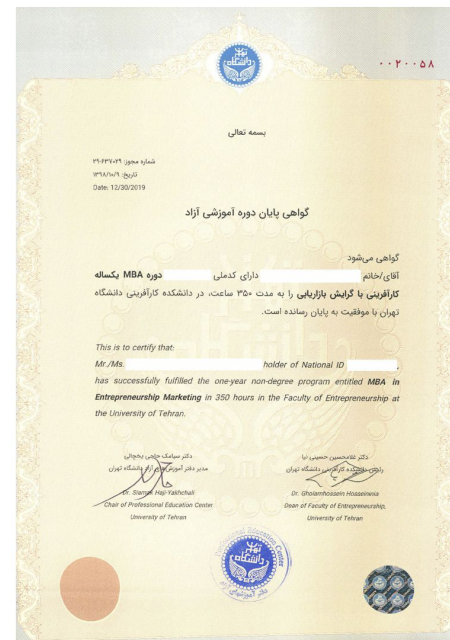 تهران
دانشگاه
۰۰۲۰۰۵۸
بسمه تعالی
تاریخ: ۱۳۹۸/۱۰/۹
Date: 12/30/2019
گواهی پایان دوره آموزشی آزاد
گواهی می‌شود
آقای/خانم دارای کدملی دوره MBA یکساله
کارآفرینی با گرایش بازاریابی را به مدت ۳۵۰ ساعت، در دانشکده کارآفرینی دانشگاه
تهران با موفقیت به پایان رسانده است.
This is to certify that:
Mr./Ms. holder of National ID ,
has successfully fulfilled the one-year non-degree program entitled MBA in
Entrepreneurship Marketing in 350 hours in the Faculty of Entrepreneurship at
the University of Tehran.
دکتر غلامحسین حسینی نیا
رئیس دانشکده کارآفرینی دانشگاه تهران
Dr. Gholamhossein Hosseinenia
Dean of Faculty of Entrepreneurship,
University of Tehran
دکتر سیامک حاجی یخچالی
مدیر دفتر آموزش‌های آزاد دانشگاه تهران
Dr. Siamak Haji Yakhchali
Chair of Professional Education Center
University of Tehran
تهران
دانشگاه